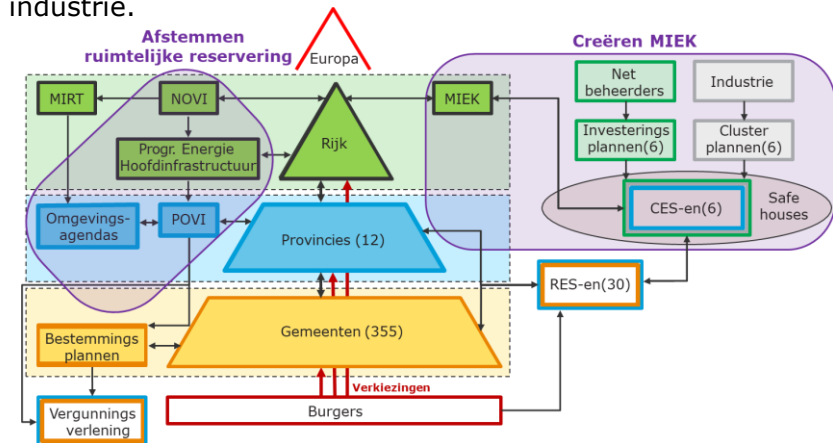 industrie.
Afstemmen
ruimtelijke reservering
Europa
Creëren MIEK
MIRT
NOVI
MIEK
Net
beheerders
Industrie
Progr. Energie
Hoofdinfrastructuur
Rijk
Investerings
plannen(6)
Cluster
plannen(6)
Omgevings-
agendas
POVI
Provincies (12)
CES-en(6)
Safe
houses
RES-en(30)
Bestemmings
plannen
Gemeenten (355)
Verkiezingen
Vergunnings
verlening
Burgers